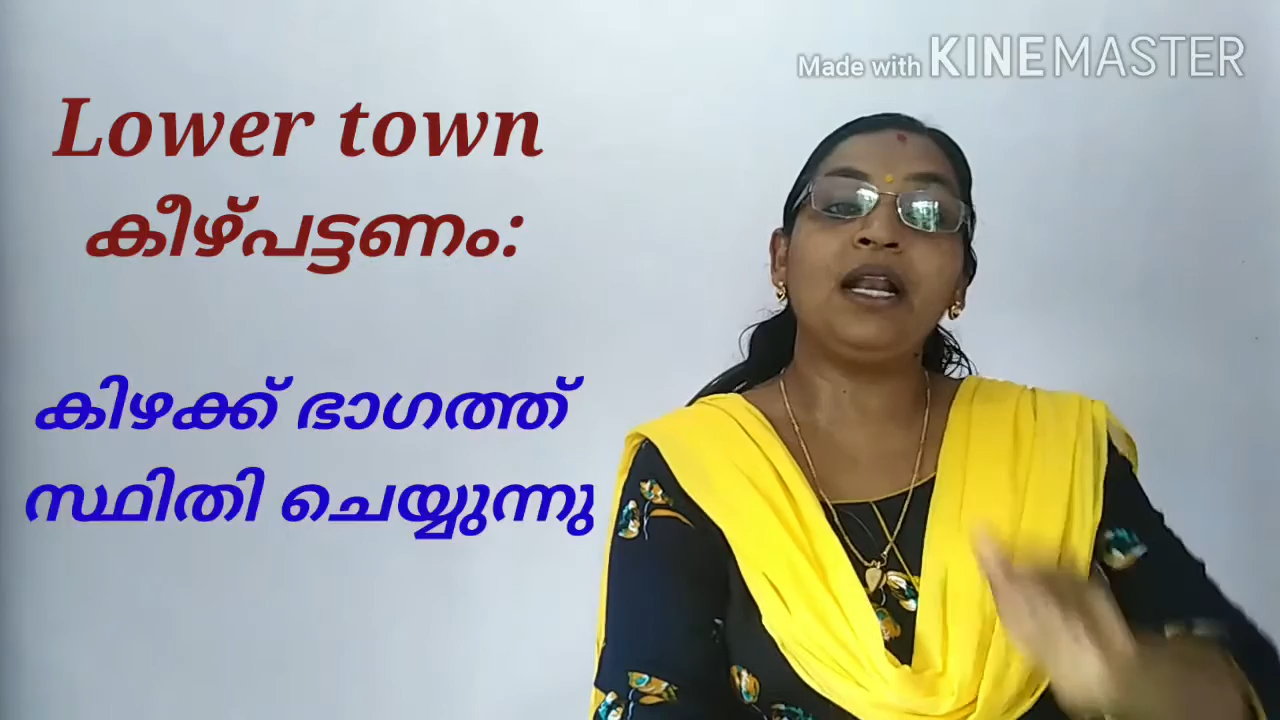 Made with KINEMASTER
Lower town
കീഴ്പട്ടണം:
കിഴക്ക് ഭാഗത്ത്
സ്ഥിതി ചെയ്യുന്നു